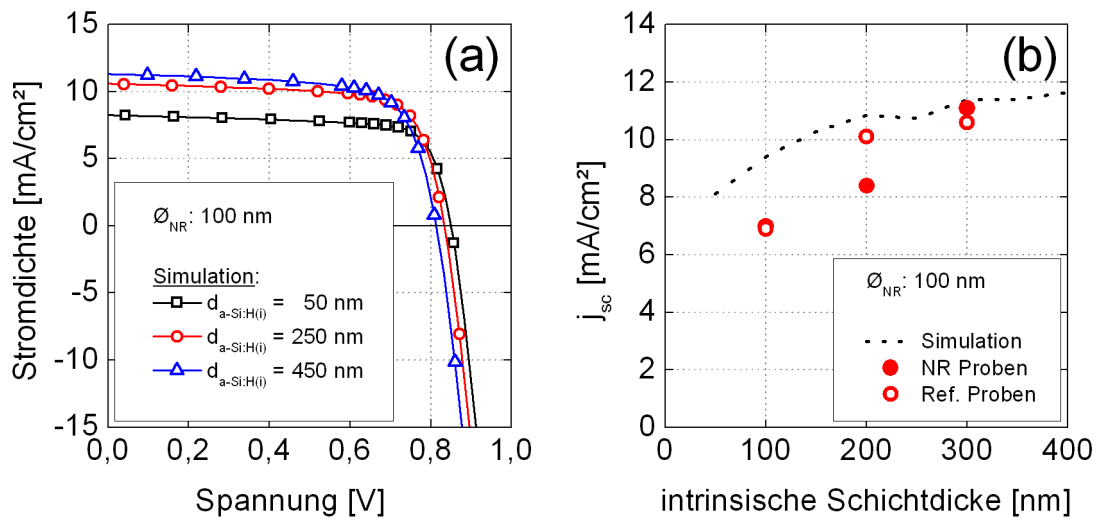 (a)
Stromdichte [mA/cm²]
15
10
5
0
-5
-10
-15
Ø_NR: 100 nm
Simulation:
d_a-Si:H(i) = 50 nm
d_a-Si:H(i) = 250 nm
d_a-Si:H(i) = 450 nm
0,0 0,2 0,4 0,6 0,8 1,0
Spannung [V]
(b)
j_sc [mA/cm²]
14
12
10
8
6
4
2
0
Ø_NR: 100 nm
Simulation
NR Proben
Ref. Proben
100 200 300 400
intrinsische Schichtdicke [nm]